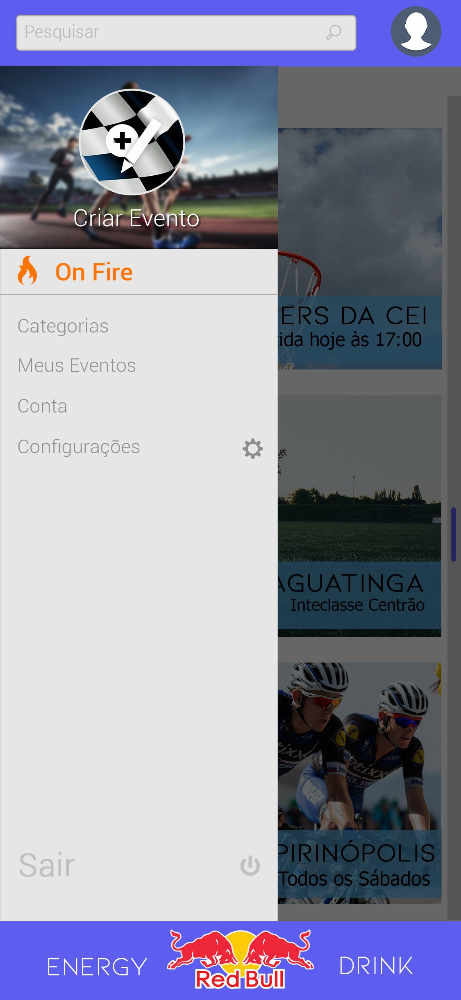 Pesquisar
Criar Evento
On Fire
Categorias
Meus Eventos
Conta
Configurações
Sair
ERS DA CEI
tida hoje às 17:00
AGUATINGA
Inteclasse Centrão
PIRINÓPOLIS
Todos os Sábados
ENERGY
Red Bull
DRINK